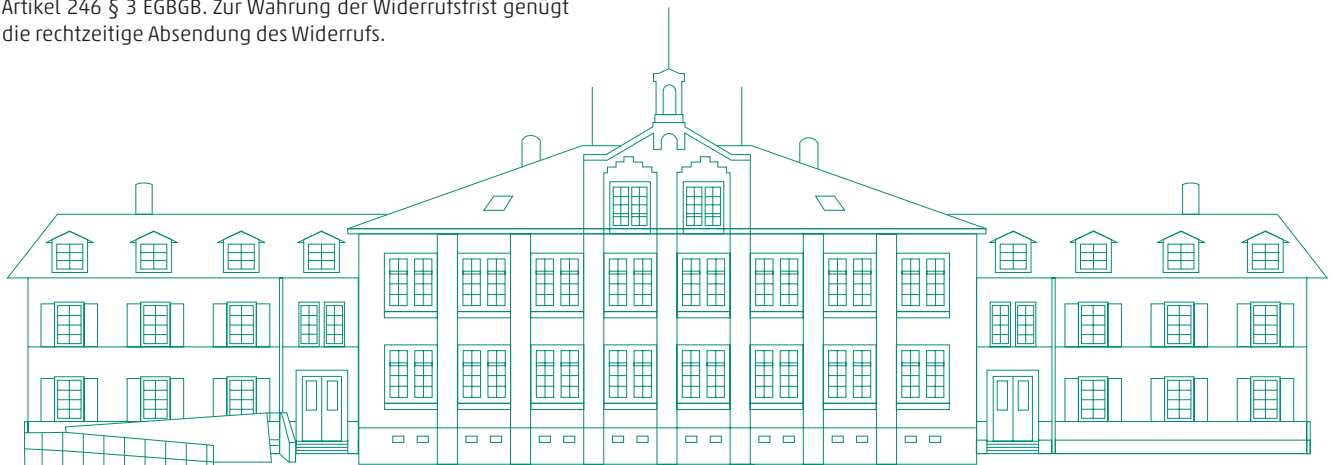 Artikel 246 § 3 EGBGB. Zur Wahrung der Widerrufsfrist genügt
die rechtzeitige Absendung des Widerrufs.